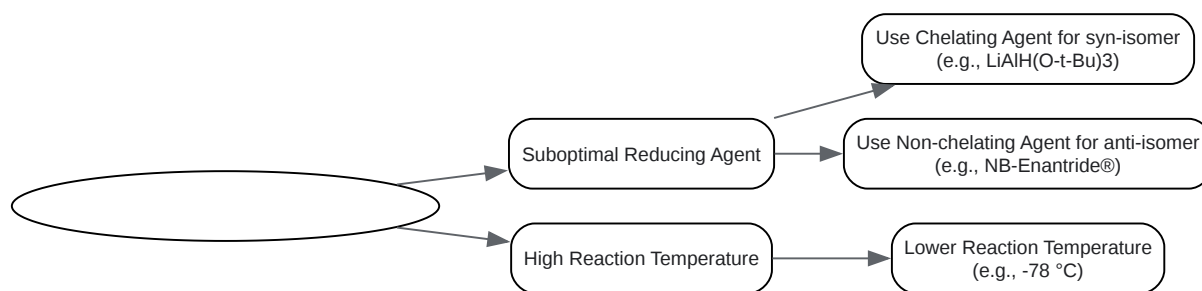 Use Chelating Agent for syn-isomer
(e.g., LiAlH(O-t-Bu)3)
Suboptimal Reducing Agent
Use Non-chelating Agent for anti-isomer
(e.g., NB-Enantride®)
High Reaction Temperature
Lower Reaction Temperature
(e.g., -78 °C)